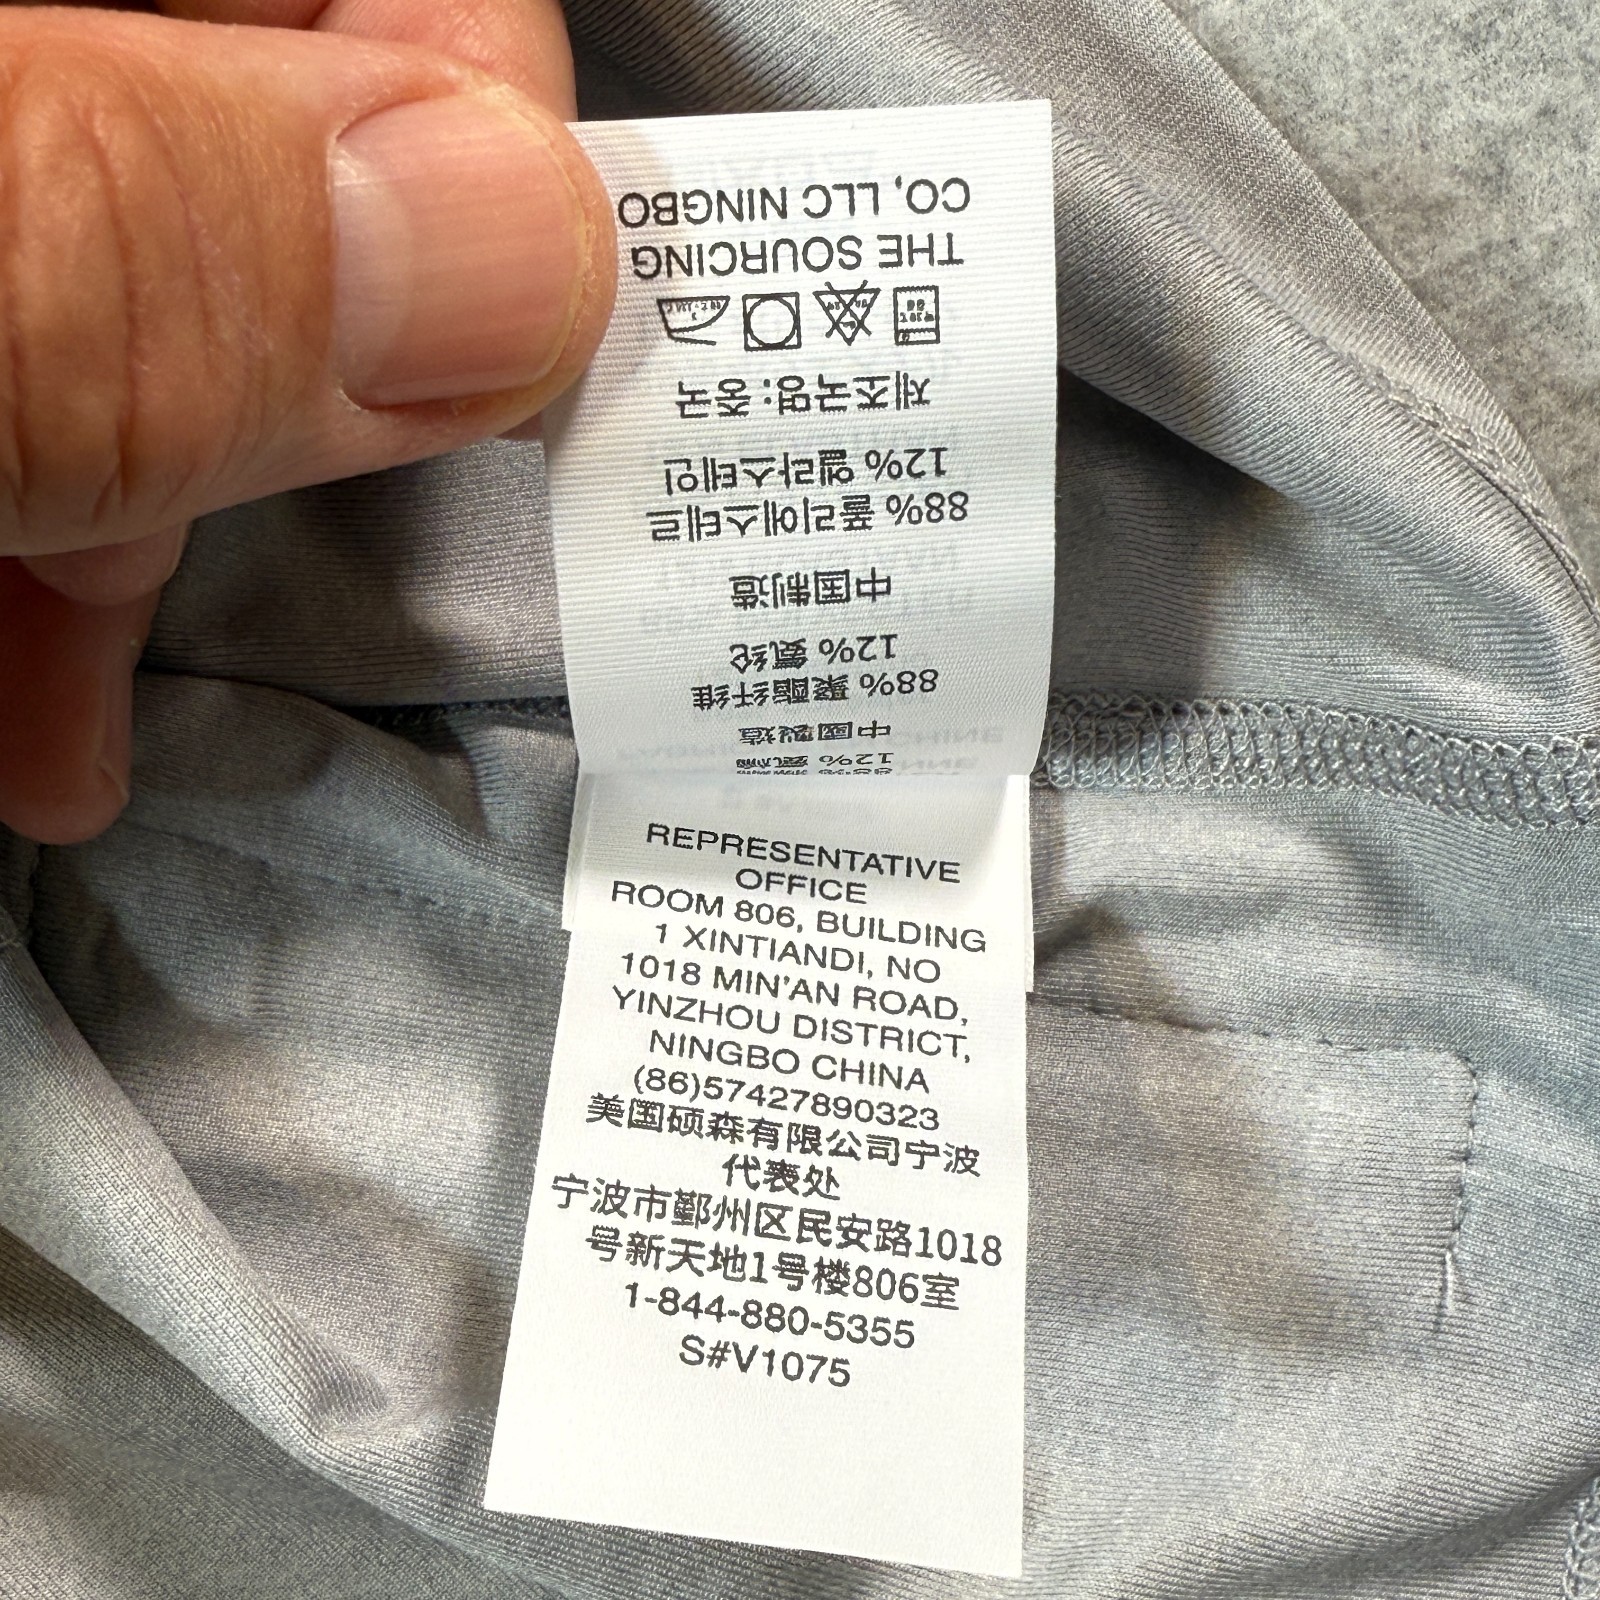 12% 氨綸
中國製造
88% 聚酯纤维
12% 氨纶
中国制造
88% 폴리에스테르
12% 엘라스테인
제조국명: 중국
THE SOURCING
CO, LLC NINGBO
REPRESENTATIVE
OFFICE
ROOM 806, BUILDING
1 XINTIANDI, NO
1018 MIN'AN ROAD,
YINZHOU DISTRICT,
NINGBO CHINA
(86)57427890323
美国硕森有限公司宁波
代表处
宁波市鄞州区民安路1018
号新天地1号楼806室
1-844-880-5355
S#V1075